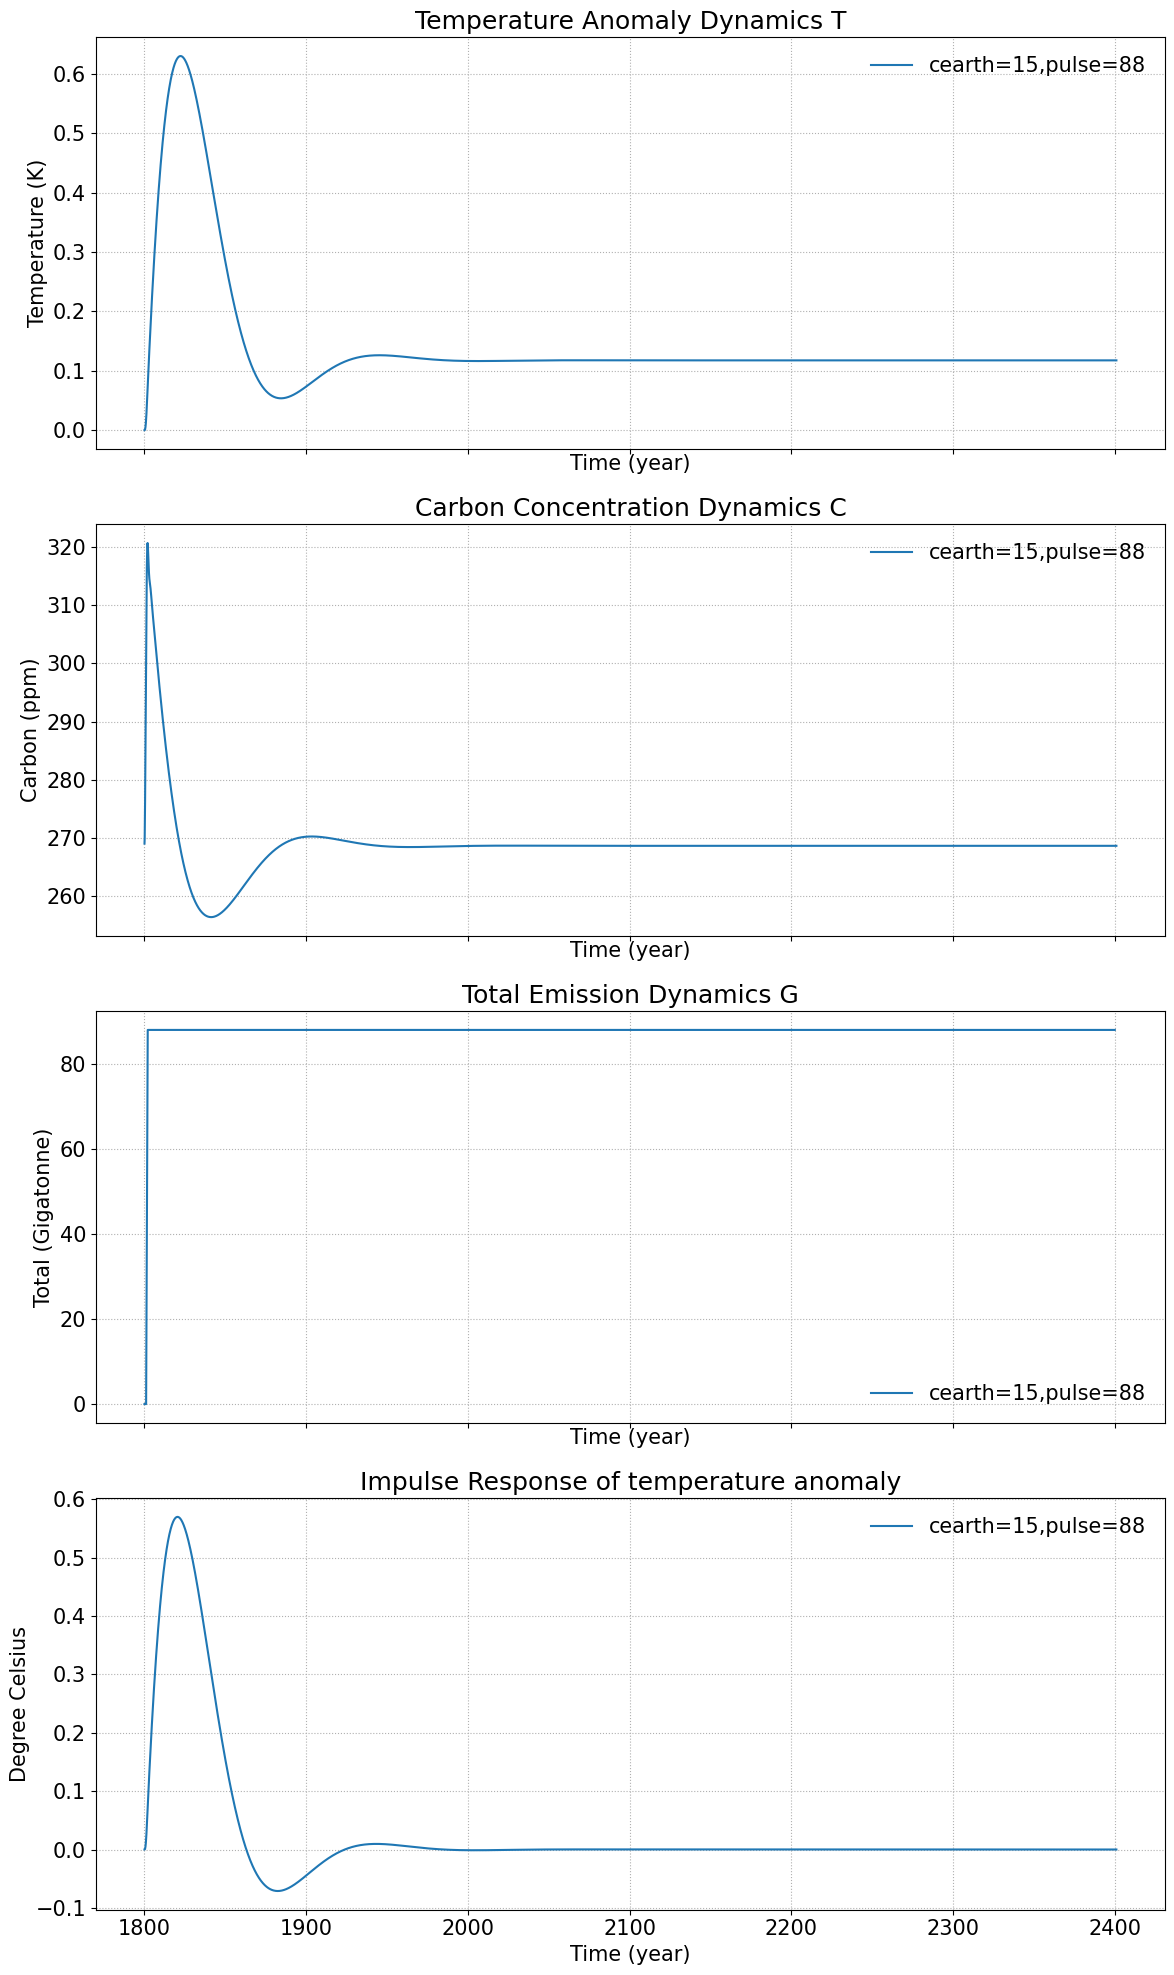 Temperature Anomaly Dynamics T
cearth=15,pulse=88
0.6
0.5
0.4
0.3
0.2
0.1
0.0
Temperature (K)
Time (year)
Carbon Concentration Dynamics C
cearth=15,pulse=88
320
310
300
290
280
270
260
Carbon (ppm)
Time (year)
Total Emission Dynamics G
80
60
40
20
0
Total (Gigatonne)
cearth=15,pulse=88
Time (year)
Impulse Response of temperature anomaly
cearth=15,pulse=88
0.6
0.5
0.4
0.3
0.2
0.1
0.0
−0.1
Degree Celsius
1800 1900 2000 2100 2200 2300 2400
Time (year)